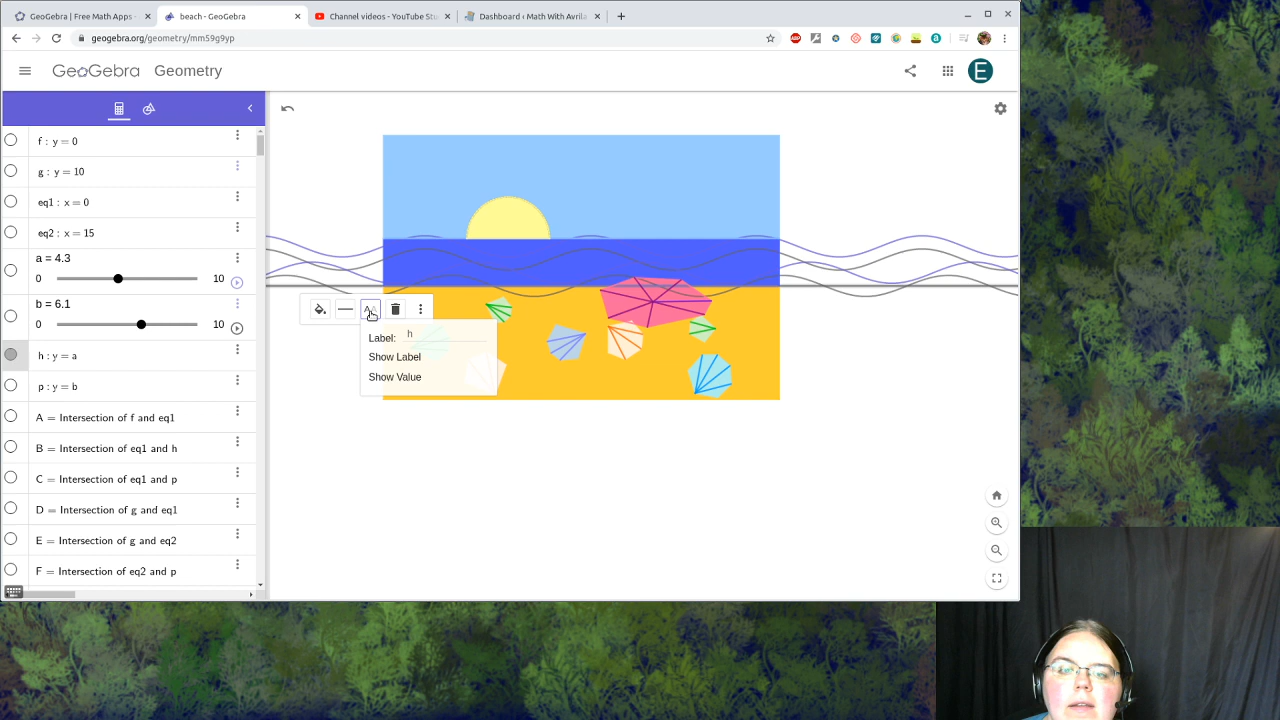 GeoGebra | Free Math Apps -
beach - GeoGebra
Channel videos - YouTube Stu
Dashboard ‹ Math With Avrila
geogebra.org/geometry/mm59g9yp
GeoGebra Geometry
E
f : y = 0
g : y = 10
eq1 : x = 0
eq2 : x = 15
a = 4.3
0 10
b = 6.1
0 10
h : y = a
p : y = b
A = Intersection of f and eq1
B = Intersection of eq1 and h
C = Intersection of eq1 and p
D = Intersection of g and eq1
E = Intersection of g and eq2
F = Intersection of eq2 and p
Label: h
Show Label
Show Value